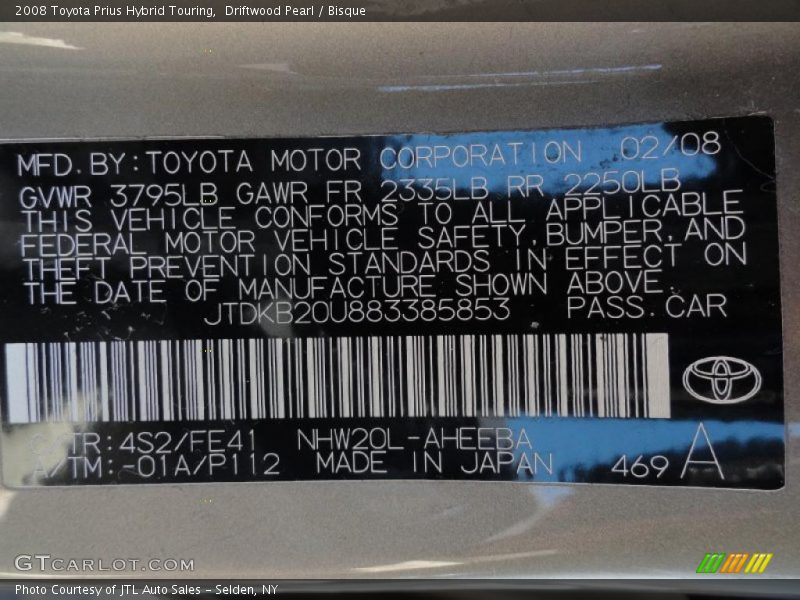 2008 Toyota Prius Hybrid Touring,  Driftwood Pearl / Bisque
MFD.BY:TOYOTA MOTOR CORPORATION 02/08
GVWR 3795LB GAWR FR 2335LB RR 2250LB
THIS VEHICLE CONFORMS TO ALL APPLICABLE
FEDERAL MOTOR VEHICLE SAFETY,BUMPER,AND
THEFT PREVENTION STANDARDS IN EFFECT ON
THE DATE OF MANUFACTURE SHOWN ABOVE.
JTDKB20U883385853 PASS.CAR
C/TR:4S2/FE41 NHW20L-AHEEBA
A/TM:-01A/P112 MADE IN JAPAN 469 A
GTCARLOT.COM
Photo Courtesy of JTL Auto Sales - Selden, NY